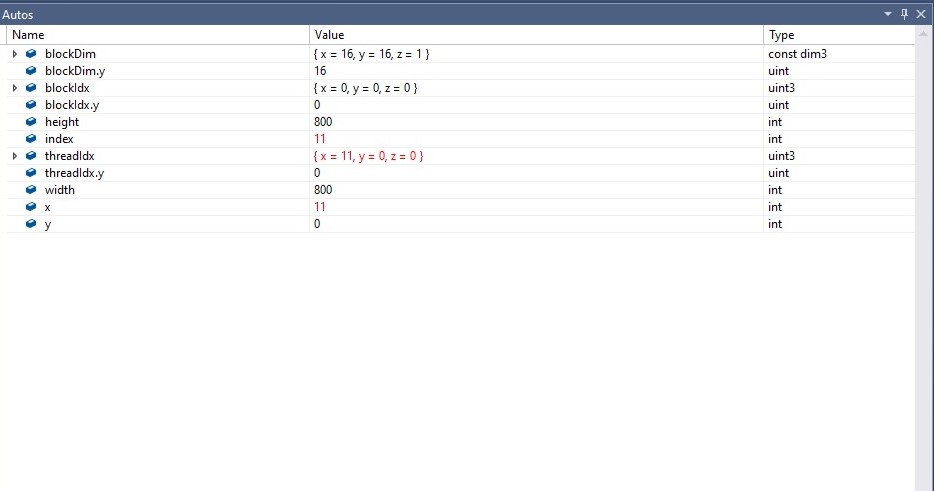 Autos
Name Value Type
blockDim { x = 16, y = 16, z = 1 } const dim3
blockDim.y 16 uint
blockIdx { x = 0, y = 0, z = 0 } uint3
blockIdx.y 0 uint
height 800 int
index 11 int
threadIdx { x = 11, y = 0, z = 0 } uint3
threadIdx.y 0 uint
width 800 int
x 11 int
y 0 int